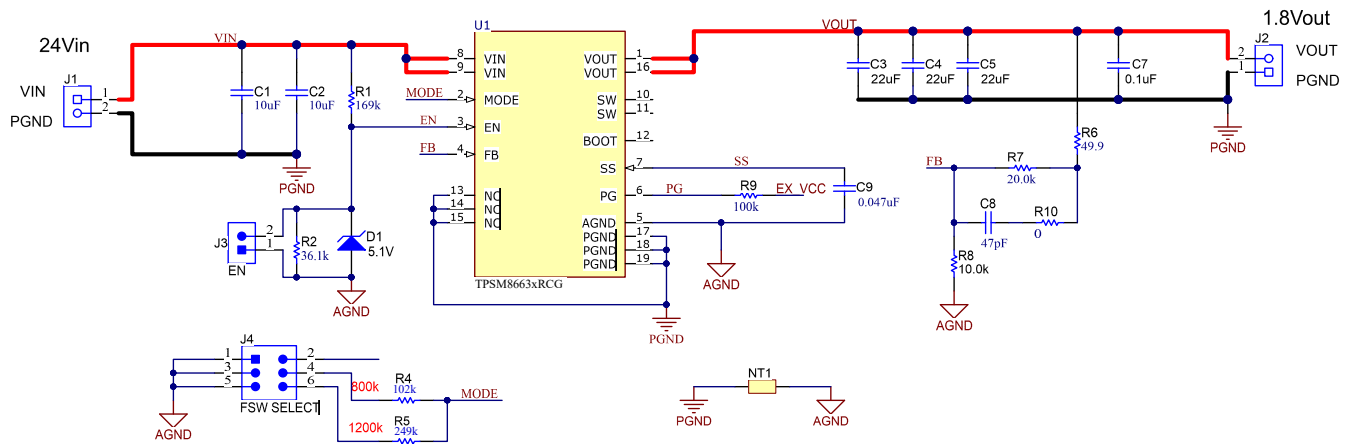 24Vin
VIN
U1
VOUT
1.8Vout
J1
VIN
1
PGND
2
C1
10uF
C2
10uF
R1
169k
PGND
MODE
EN
FB
8
VIN
9
VIN
2
MODE
3
EN
4
FB
13
NC
14
NC
15
NC
VOUT
1
VOUT
16
SW
10
SW
11
BOOT
12
SS
7
PG
6
AGND
5
PGND
17
PGND
18
PGND
19
TPSM8663xRCG
SS
PG
R9
100k
EX_VCC
C9
0.047uF
AGND
PGND
C3
22uF
C4
22uF
C5
22uF
C7
0.1uF
J2
2
VOUT
1
PGND
PGND
R6
49.9
FB
R7
20.0k
C8
47pF
R10
0
R8
10.0k
AGND
J3
2
1
EN
R2
36.1k
D1
5.1V
AGND
J4
1
2
3
4
5
6
FSW SELECT
AGND
800k
R4
102k
MODE
1200k
R5
249k
NT1
PGND
AGND